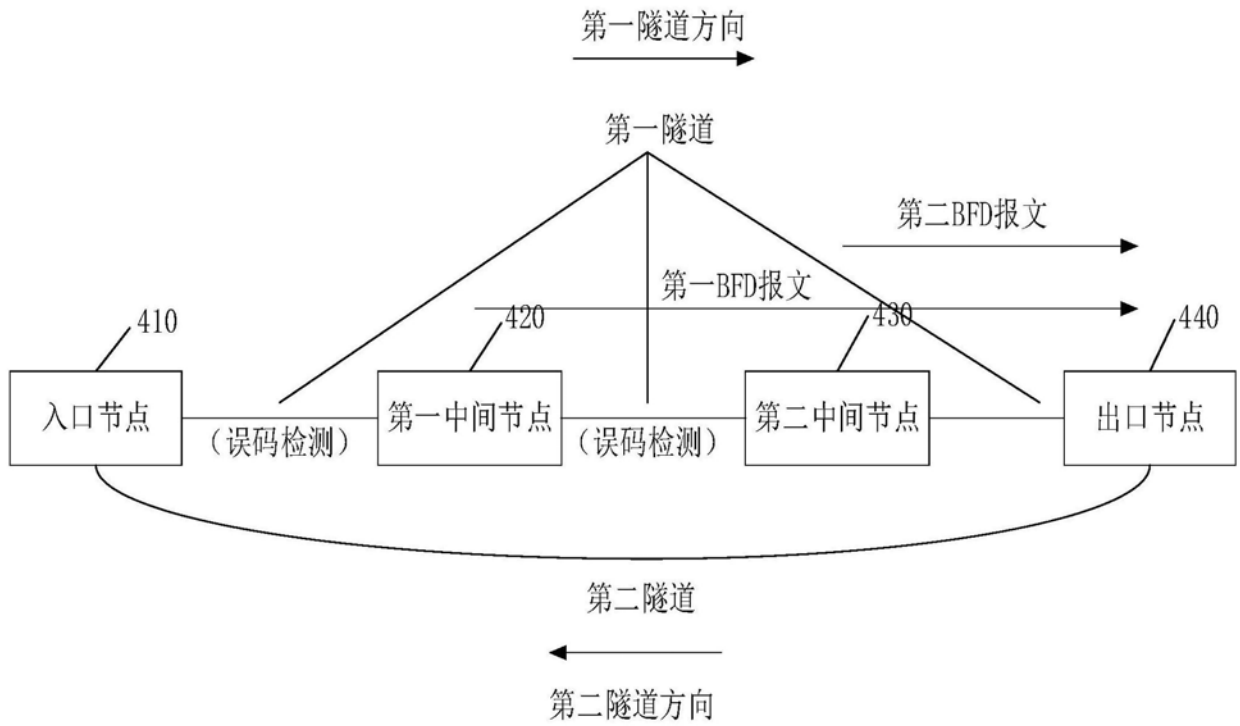 第一隧道方向
第一隧道
第二BFD报文
第一BFD报文
410
420
430
440
入口节点
第一中间节点
第二中间节点
出口节点
(误码检测)
(误码检测)
第二隧道
第二隧道方向